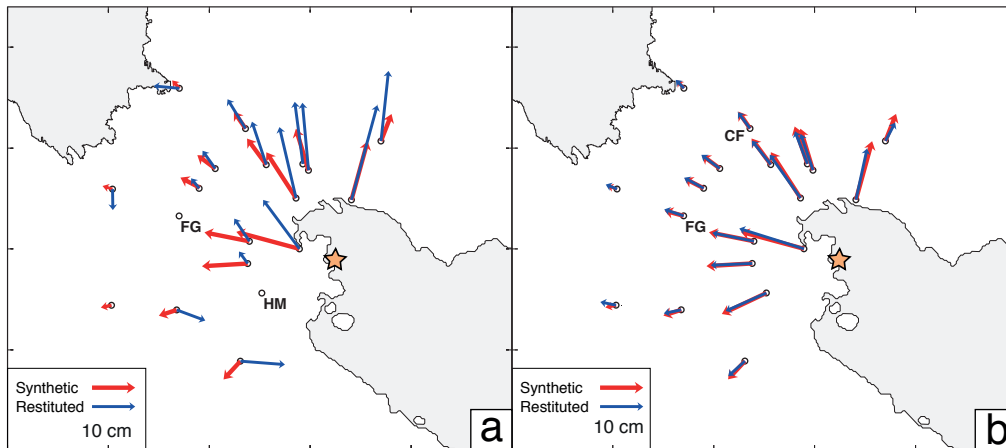 FG
HM
Synthetic
Restituted
10 cm
a
CF
FG
Synthetic
Restituted
10 cm
b